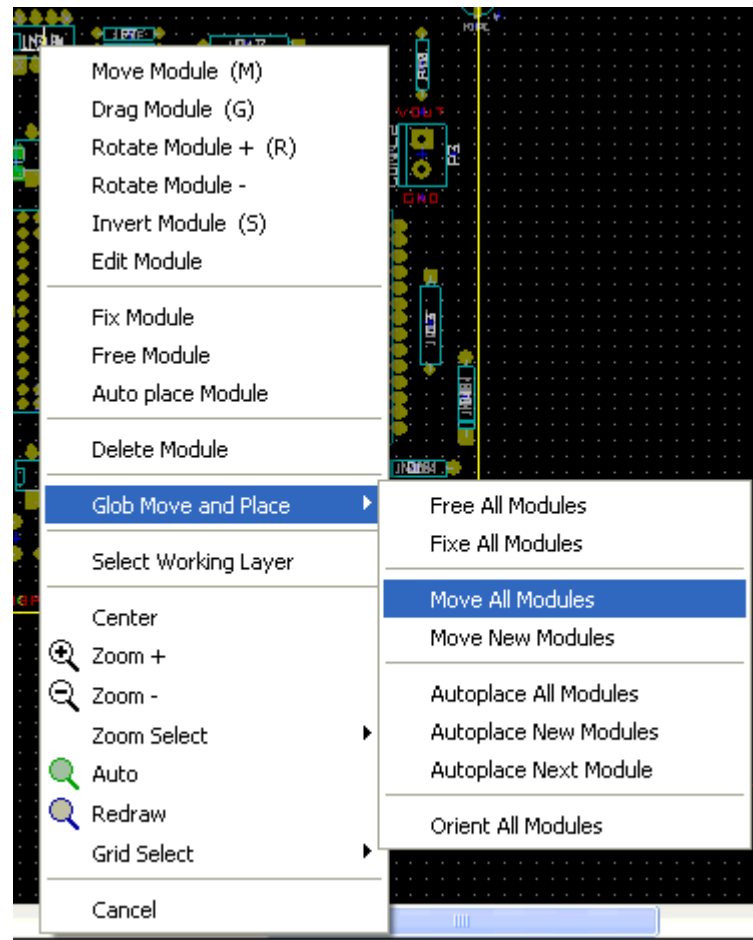 Move Module (M)
Drag Module (G)
Rotate Module + (R)
Rotate Module -
Invert Module (S)
Edit Module
Fix Module
Free Module
Auto place Module
Delete Module
Glob Move and Place
Select Working Layer
Center
Zoom +
Zoom -
Zoom Select
Auto
Redraw
Grid Select
Cancel
Free All Modules
Fixe All Modules
Move All Modules
Move New Modules
Autoplace All Modules
Autoplace New Modules
Autoplace Next Module
Orient All Modules
VOUT
GND